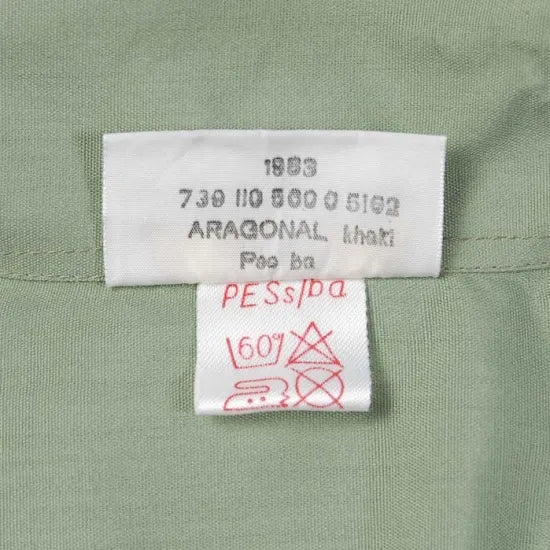 1983
739 110 560 0 5162
ARAGONAL khaki
Pes ba
PESs/ba
60°